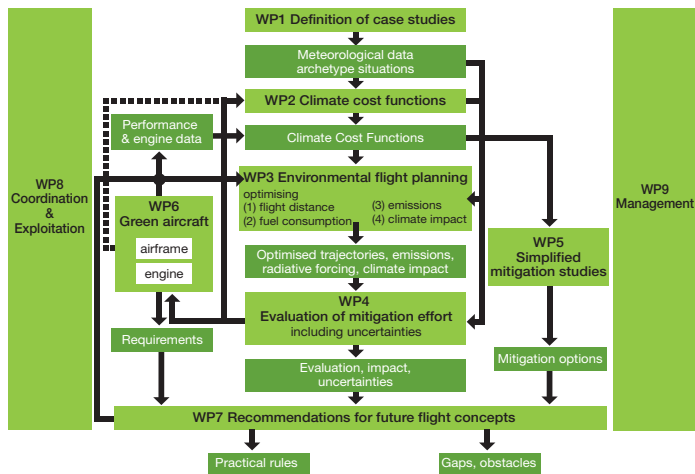 WP1 Definition of case studies
Meteorological data
archetype situations
WP2 Climate cost functions
Performance
& engine data
Climate Cost Functions
WP3 Environmental flight planning
optimising
(1) flight distance
(2) fuel consumption
(3) emissions
(4) climate impact
WP8
Coordination
&
Exploitation
WP6
Green aircraft
airframe
engine
WP9
Management
WP5
Simplified
mitigation studies
Optimised trajectories, emissions,
radiative forcing, climate impact
WP4
Evaluation of mitigation effort
including uncertainties
Requirements
Evaluation, impact,
uncertainties
Mitigation options
WP7 Recommendations for future flight concepts
Practical rules
Gaps, obstacles